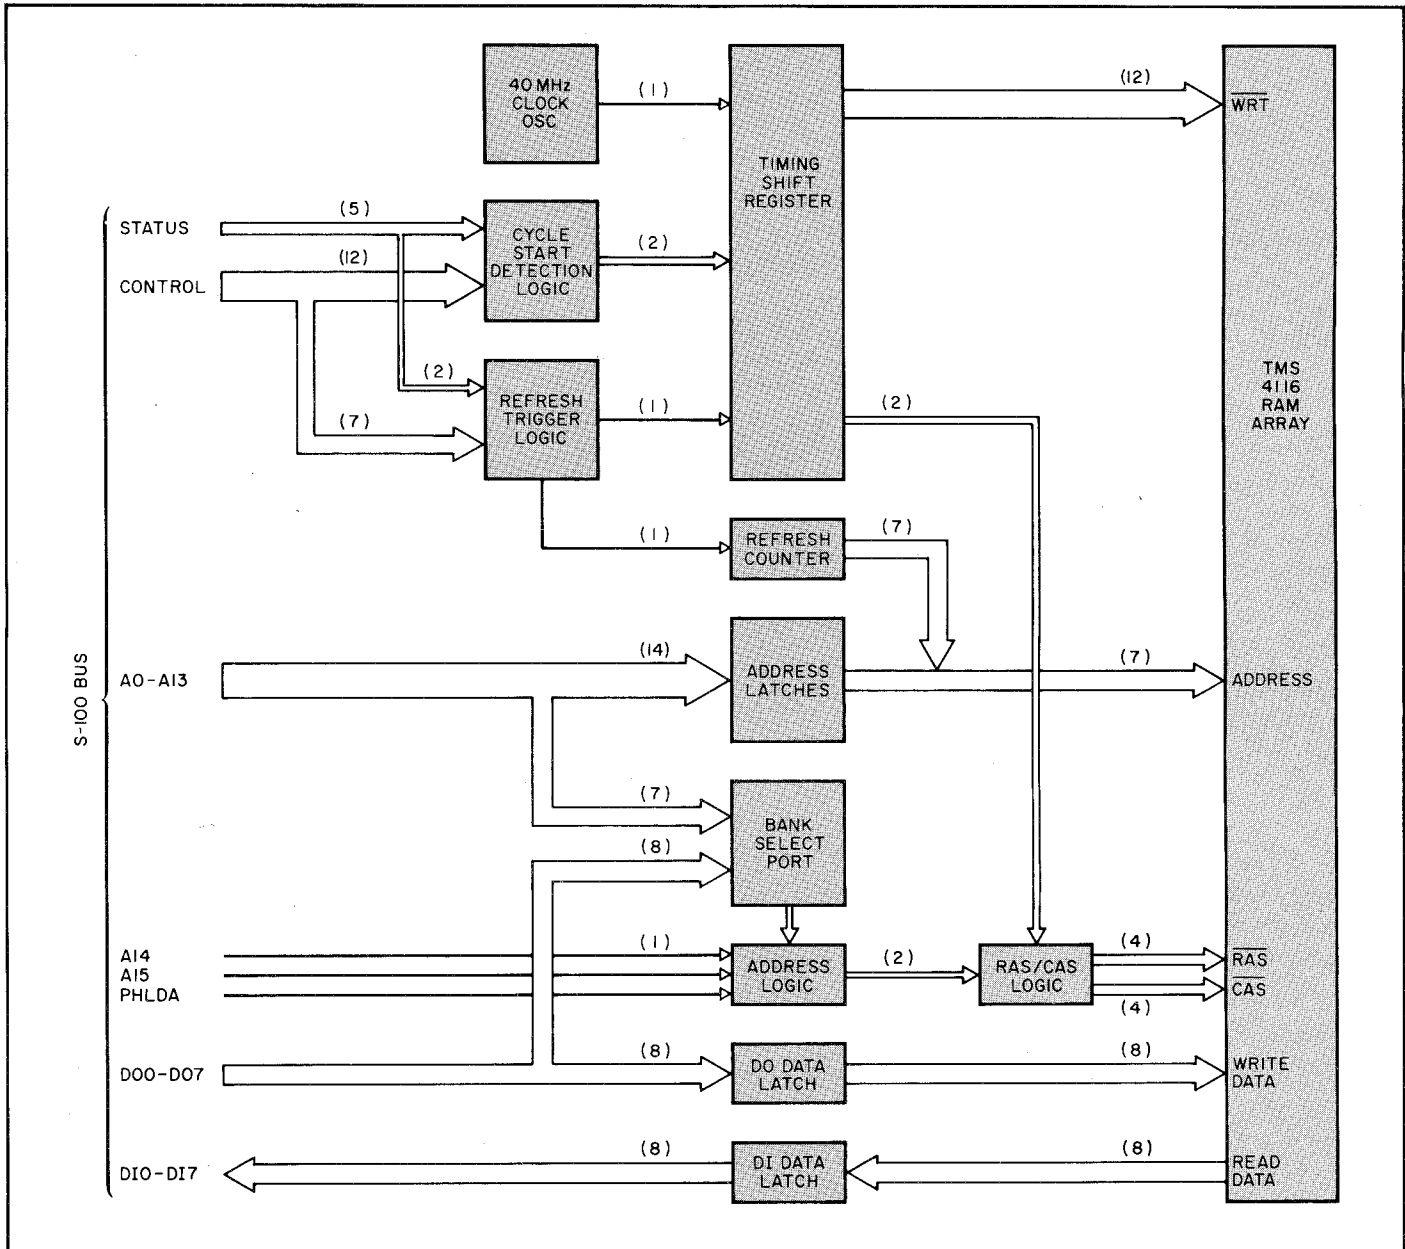 40 MHz
CLOCK
OSC
(1)
TIMING
SHIFT
REGISTER
(12)
WRT
STATUS
(5)
CONTROL
(12)
CYCLE
START
DETECTION
LOGIC
(2)
(2)
(7)
REFRESH
TRIGGER
LOGIC
(1)
(2)
TMS
4116
RAM
ARRAY
(1)
REFRESH
COUNTER
(7)
S-100 BUS
A0-A13
(14)
ADDRESS
LATCHES
(7)
ADDRESS
(7)
(8)
BANK
SELECT
PORT
A14
A15
PHLDA
(1)
ADDRESS
LOGIC
(2)
RAS/CAS
LOGIC
(4)
(4)
RAS
CAS
DO0-DO7
(8)
DO DATA
LATCH
(8)
WRITE
DATA
DI0-DI7
(8)
DI DATA
LATCH
(8)
READ
DATA